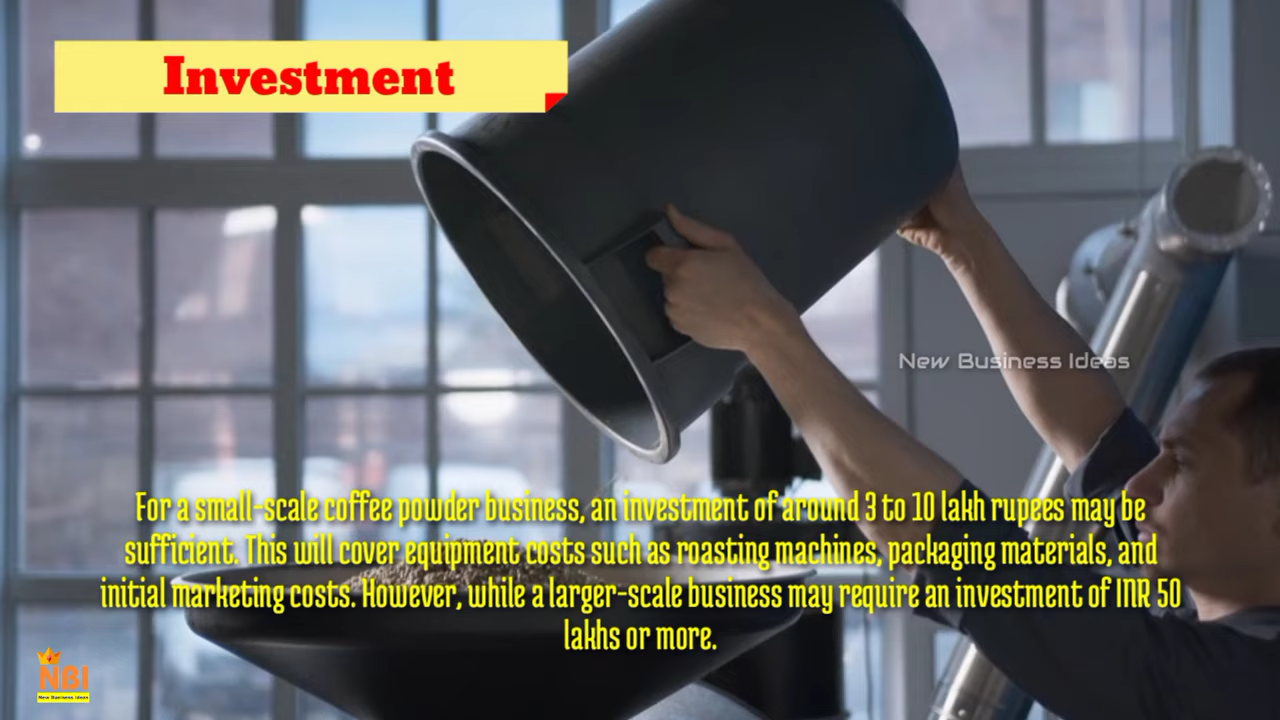 Investment
New Business Ideas
For a small-scale coffee powder business, an investment of around 3 to 10 lakh rupees may be
sufficient. This will cover equipment costs such as roasting machines, packaging materials, and
initial marketing costs. However, while a larger-scale business may require an investment of INR 50
lakhs or more.
NBI
New Business Ideas